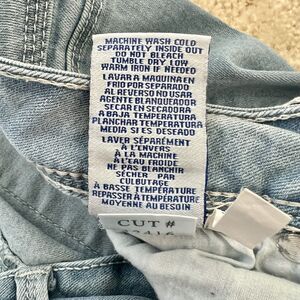 MACHINE WASH COLD
SEPARATELY INSIDE OUT
DO NOT BLEACH
TUMBLE DRY LOW
WARM IRON IF NEEDED
LAVAR A MAQUINA EN
FRIO POR SEPARADO
AL REVERSO NO USAR
AGENTE BLANQUEADOR
SECAR EN SECADORA
A BAJA TEMPERATURA
PLANCHAR TEMPERATURA
MEDIA SI ES DESEADO
LAVER SÉPARÉMENT
À L'ENVERS
À LA MACHINE
À L'EAU FROIDE
NE PAS BLANCHIR
SÉCHER PAR
CULBUTAGE
À BASSE TEMPÉRATURE
REPASSER À TEMPÉRATURE
MOYENNE AU BESOIN
CUT #